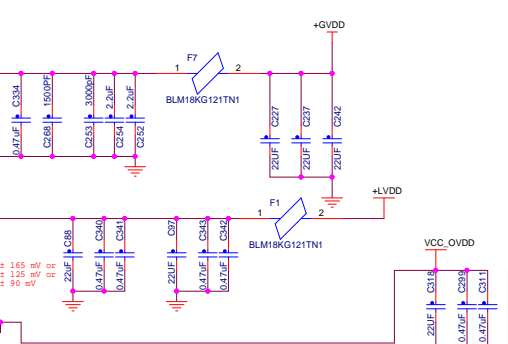 +GVDD
F7
1
2
BLM18KG121TN1
C334
0.47uF
1500PF
C268
3000pF
C253
2.2uF
C254
2.2uF
C252
C227
22UF
C237
22UF
C242
22UF
+LVDD
F1
1
2
BLM18KG121TN1
C88
22uF
C340
0.47uF
C341
0.47uF
C97
22UF
C343
0.47uF
C342
0.47uF
± 165 mV or
± 125 mV or
± 90 mV
VCC_OVDD
C318
22UF
C299
0.47uF
C311
0.47uF